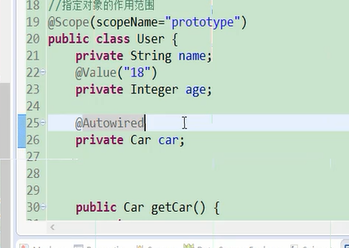 18 //指定对象的作用范围
19 @Scope(scopeName="prototype")
20 public class User {
21 private String name;
22 @Value("18")
23 private Integer age;
24
25 @Autowired
26 private Car car;
27
28
29
30 public Car getCar() {